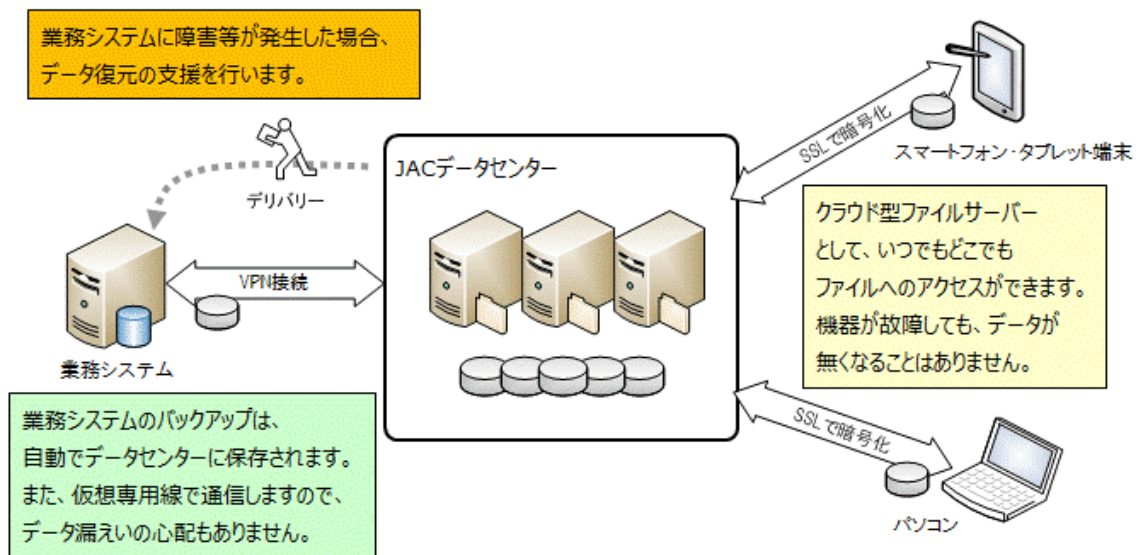 業務システムに障害等が発生した場合、
データ復元の支援を行います。
デリバリー
JACデータセンター
SSLで暗号化
スマートフォン・タブレット端末
クラウド型ファイルサーバー
として、いつでもどこでも
ファイルへのアクセスができます。
機器が故障しても、データが
無くなることはありません。
VPN接続
業務システム
業務システムのバックアップは、
自動でデータセンターに保存されます。
また、仮想専用線で通信しますので、
データ漏えいの心配もありません。
SSLで暗号化
パソコン